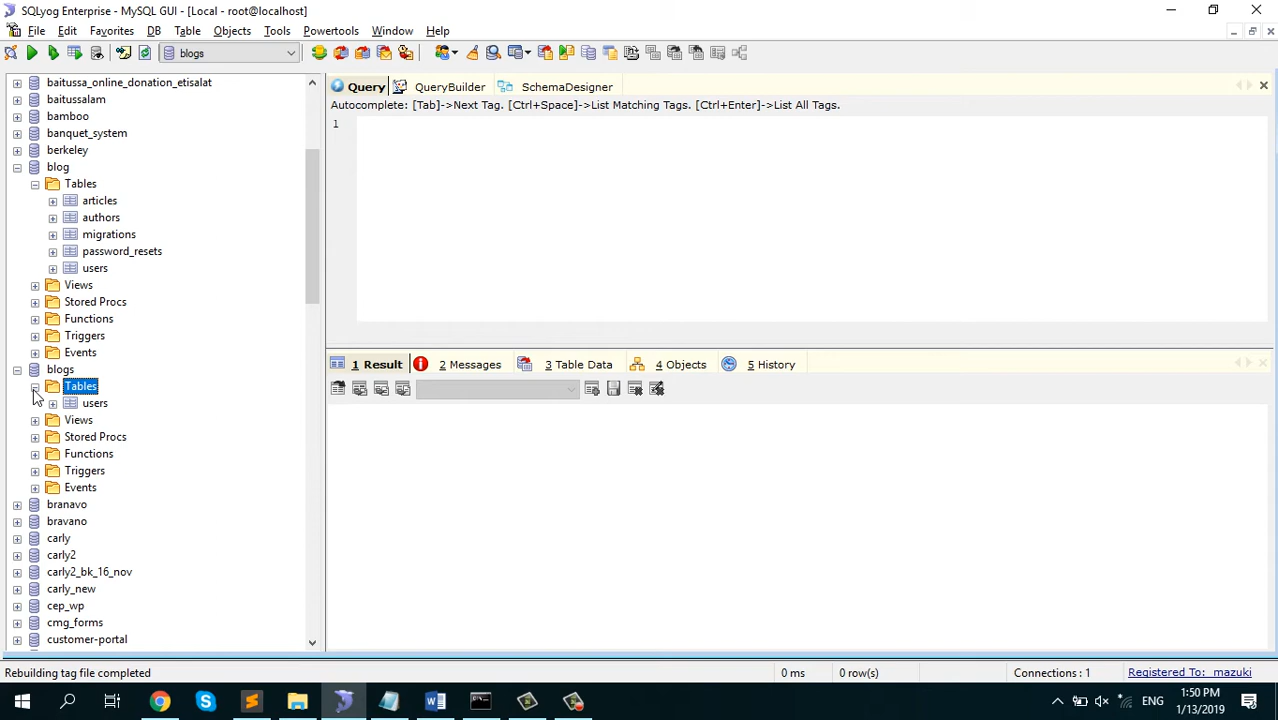 SQLyog Enterprise - MySQL GUI - [Local - root@localhost]
File Edit Favorites DB Table Objects Tools Powertools Window Help
blogs
baitussa_online_donation_etisalat
baitussalam
bamboo
banquet_system
berkeley
blog
Tables
articles
authors
migrations
password_resets
users
Views
Stored Procs
Functions
Triggers
Events
blogs
Tables
users
Views
Stored Procs
Functions
Triggers
Events
branavo
bravano
carly
carly2
carly2_bk_16_nov
carly_new
cep_wp
cmg_forms
customer-portal
Query QueryBuilder SchemaDesigner
Autocomplete: [Tab]->Next Tag. [Ctrl+Space]->List Matching Tags. [Ctrl+Enter]->List All Tags.
1
1 Result 2 Messages 3 Table Data 4 Objects 5 History
Rebuilding tag file completed 0 ms 0 row(s) Connections : 1 Registered To: mazuki
ENG 1:50 PM
1/13/2019